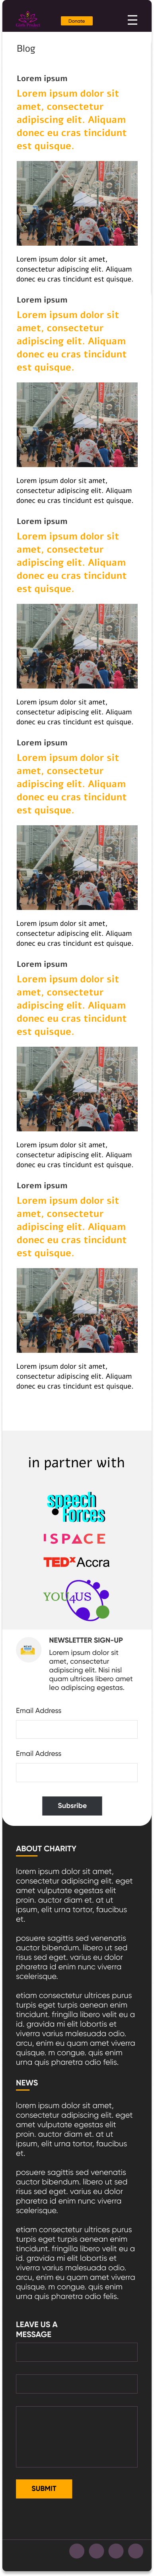 Donate
Blog
Lorem ipsum
Lorem ipsum dolor sit
amet, consectetur
adipiscing elit. Aliquam
donec eu cras tincidunt
est quisque.
Lorem ipsum dolor sit amet,
consectetur adipiscing elit. Aliquam
donec eu cras tincidunt est quisque.
Lorem ipsum
Lorem ipsum dolor sit
amet, consectetur
adipiscing elit. Aliquam
donec eu cras tincidunt
est quisque.
Lorem ipsum dolor sit amet,
consectetur adipiscing elit. Aliquam
donec eu cras tincidunt est quisque.
Lorem ipsum
Lorem ipsum dolor sit
amet, consectetur
adipiscing elit. Aliquam
donec eu cras tincidunt
est quisque.
Lorem ipsum dolor sit amet,
consectetur adipiscing elit. Aliquam
donec eu cras tincidunt est quisque.
Lorem ipsum
Lorem ipsum dolor sit
amet, consectetur
adipiscing elit. Aliquam
donec eu cras tincidunt
est quisque.
Lorem ipsum dolor sit amet,
consectetur adipiscing elit. Aliquam
donec eu cras tincidunt est quisque.
Lorem ipsum
Lorem ipsum dolor sit
amet, consectetur
adipiscing elit. Aliquam
donec eu cras tincidunt
est quisque.
Lorem ipsum dolor sit amet,
consectetur adipiscing elit. Aliquam
donec eu cras tincidunt est quisque.
Lorem ipsum
Lorem ipsum dolor sit
amet, consectetur
adipiscing elit. Aliquam
donec eu cras tincidunt
est quisque.
Lorem ipsum dolor sit amet,
consectetur adipiscing elit. Aliquam
donec eu cras tincidunt est quisque.
in partner with
speech
forces
ISPACE
TEDxAccra
YOU4US
NEWSLETTER SIGN-UP
Lorem ipsum dolor sit
amet, consectetur
adipiscing elit. Nisi nisl
quam ultrices libero amet
leo adipiscing egestas.
Email Address
Email Address
Subsribe
ABOUT CHARITY
lorem ipsum dolor sit amet,
consectetur adipiscing elit. eget
amet vulputate egestas elit
proin. auctor diam et. at ut
ipsum, elit urna tortor, faucibus
et.
posuere sagittis sed venenatis
auctor bibendum. libero ut sed
risus sed eget. varius eu dolor
pharetra id enim nunc viverra
scelerisque.
etiam consectetur ultrices purus
turpis eget turpis aenean enim
tincidunt. fringilla libero velit eu a
id. gravida mi elit lobortis et
viverra varius malesuada odio.
arcu, enim eu quam amet viverra
quisque. m congue. quis enim
urna quis pharetra odio felis.
NEWS
lorem ipsum dolor sit amet,
consectetur adipiscing elit. eget
amet vulputate egestas elit
proin. auctor diam et. at ut
ipsum, elit urna tortor, faucibus
et.
posuere sagittis sed venenatis
auctor bibendum. libero ut sed
risus sed eget. varius eu dolor
pharetra id enim nunc viverra
scelerisque.
etiam consectetur ultrices purus
turpis eget turpis aenean enim
tincidunt. fringilla libero velit eu a
id. gravida mi elit lobortis et
viverra varius malesuada odio.
arcu, enim eu quam amet viverra
quisque. m congue. quis enim
urna quis pharetra odio felis.
LEAVE US A
MESSAGE
SUBMIT